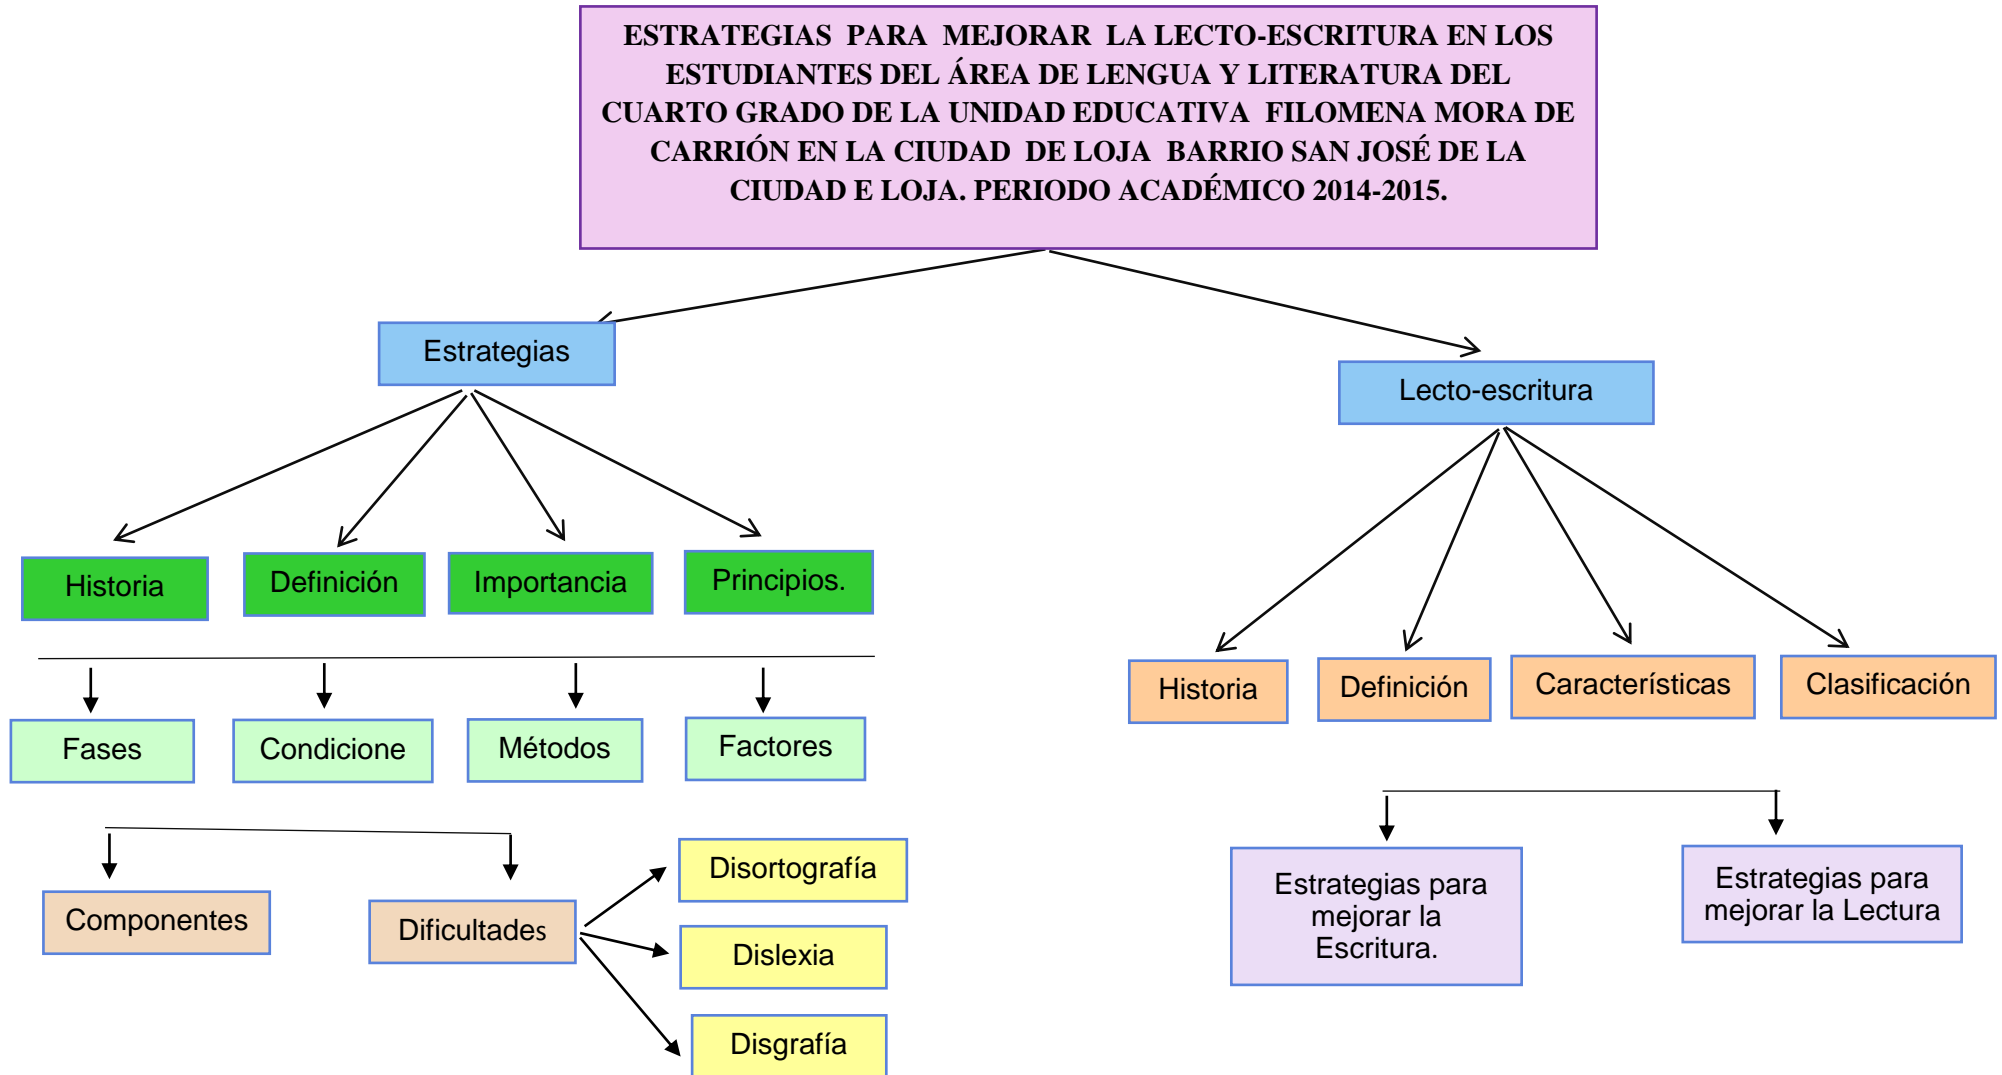 ESTRATEGIAS PARA MEJORAR LA LECTO-ESCRITURA EN LOS
ESTUDIANTES DEL ÁREA DE LENGUA Y LITERATURA DEL
CUARTO GRADO DE LA UNIDAD EDUCATIVA FILOMENA MORA DE
CARRIÓN EN LA CIUDAD DE LOJA BARRIO SAN JOSÉ DE LA
CIUDAD E LOJA. PERIODO ACADÉMICO 2014-2015.
Estrategias
Lecto-escritura
Historia
Definición
Importancia
Principios.
Historia
Definición
Características
Clasificación
Fases
Condicione
Métodos
Factores
Componentes
Dificultades
Disortografía
Dislexia
Disgrafía
Estrategias para
mejorar la
Escritura.
Estrategias para
mejorar la Lectura